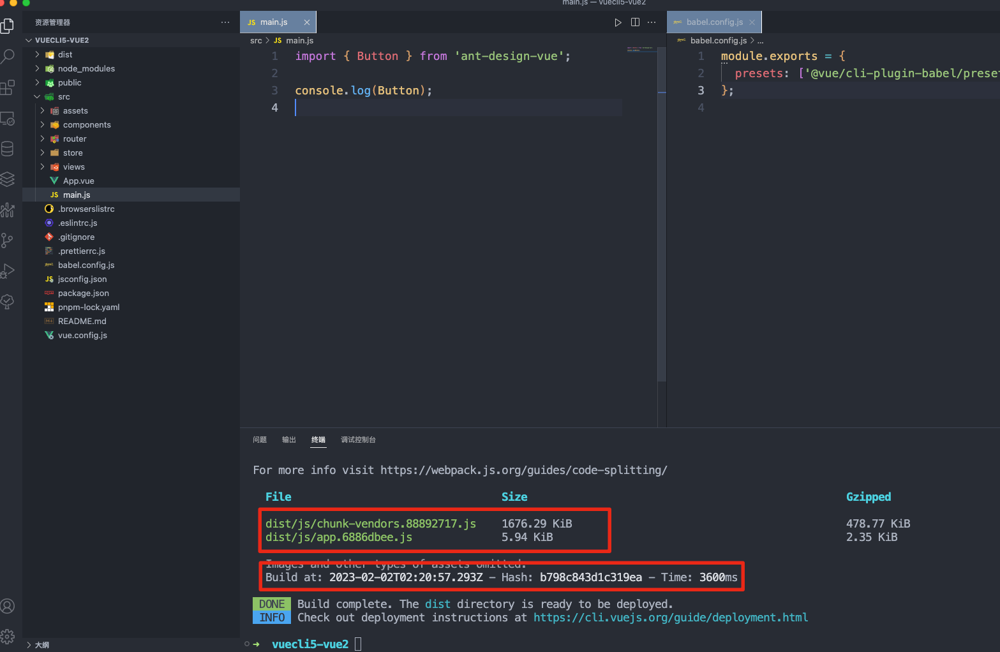 main.js — vuecli5-vue2
资源管理器
VUECLI5-VUE2
dist
node_modules
public
src
assets
components
router
store
views
App.vue
main.js
.browserslistrc
.eslintrc.js
.gitignore
.prettierrc.js
babel.config.js
jsconfig.json
package.json
pnpm-lock.yaml
README.md
vue.config.js
大纲
JS main.js
src > JS main.js
1 import { Button } from 'ant-design-vue';
2
3 console.log(Button);
4
babel.config.js
babel.config.js > ...
1 module.exports = {
2 presets: ['@vue/cli-plugin-babel/prese
3 };
4
问题 输出 终端 调试控制台
For more info visit https://webpack.js.org/guides/code-splitting/
File Size Gzipped
dist/js/chunk-vendors.88892717.js 1676.29 KiB 478.77 KiB
dist/js/app.6886dbee.js 5.94 KiB 2.35 KiB
Images and other types of assets omitted.
Build at: 2023-02-02T02:20:57.293Z - Hash: b798c843d1c319ea - Time: 3600ms
DONE Build complete. The dist directory is ready to be deployed.
INFO Check out deployment instructions at https://cli.vuejs.org/guide/deployment.html
➜ vuecli5-vue2